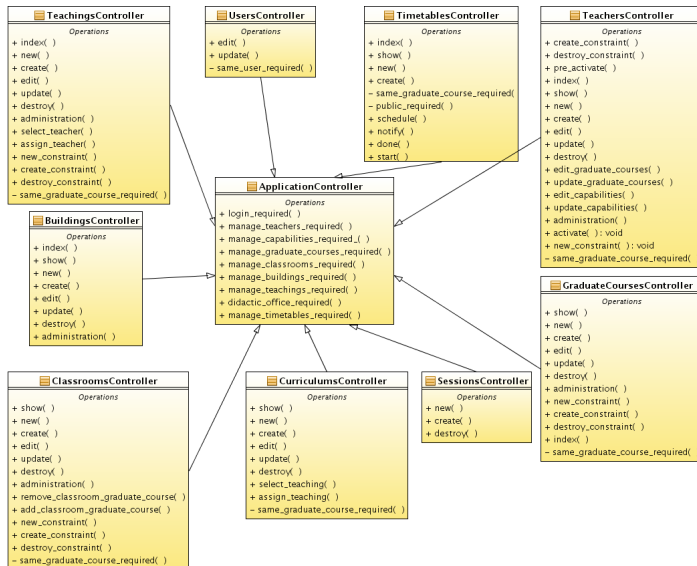 TeachingsController
Operations
+ index( )
+ new( )
+ create( )
+ edit( )
+ update( )
+ destroy( )
+ administration( )
+ select_teacher( )
+ assign_teacher( )
+ new_constraint( )
+ create_constraint( )
+ destroy_constraint( )
- same_graduate_course_required( )
UsersController
Operations
+ edit( )
+ update( )
- same_user_required( )
TimetablesController
Operations
+ index( )
+ show( )
+ new( )
+ create( )
- same_graduate_course_required(
- public_required( )
+ schedule( )
+ notify( )
+ done( )
+ start( )
TeachersController
Operations
+ create_constraint( )
+ destroy_constraint( )
+ pre_activate( )
+ index( )
+ show( )
+ new( )
+ create( )
+ edit( )
+ update( )
+ destroy( )
+ edit_graduate_courses( )
+ update_graduate_courses( )
+ edit_capabilities( )
+ update_capabilities( )
+ administration( )
+ activate( ) : void
+ new_constraint( ) : void
- same_graduate_course_required( )
ApplicationController
Operations
+ login_required( )
+ manage_teachers_required( )
+ manage_capabilities_required_( )
+ manage_graduate_courses_required( )
+ manage_classrooms_required( )
+ manage_buildings_required( )
+ manage_teachings_required( )
+ didactic_office_required( )
+ manage_timetables_required( )
BuildingsController
Operations
+ index( )
+ show( )
+ new( )
+ create( )
+ edit( )
+ update( )
+ destroy( )
+ administration( )
GraduateCoursesController
Operations
+ show( )
+ new( )
+ create( )
+ edit( )
+ update( )
+ destroy( )
+ administration( )
+ new_constraint( )
+ create_constraint( )
+ destroy_constraint( )
+ index( )
- same_graduate_course_required( )
ClassroomsController
Operations
+ show( )
+ new( )
+ create( )
+ edit( )
+ update( )
+ destroy( )
+ administration( )
+ remove_classroom_graduate_course( )
+ add_classroom_graduate_course( )
+ new_constraint( )
+ create_constraint( )
+ destroy_constraint( )
- same_graduate_course_required( )
CurriculumsController
Operations
+ show( )
+ new( )
+ create( )
+ edit( )
+ update( )
+ destroy( )
+ select_teaching( )
+ assign_teaching( )
- same_graduate_course_required( )
SessionsController
Operations
+ new( )
+ create( )
+ destroy( )